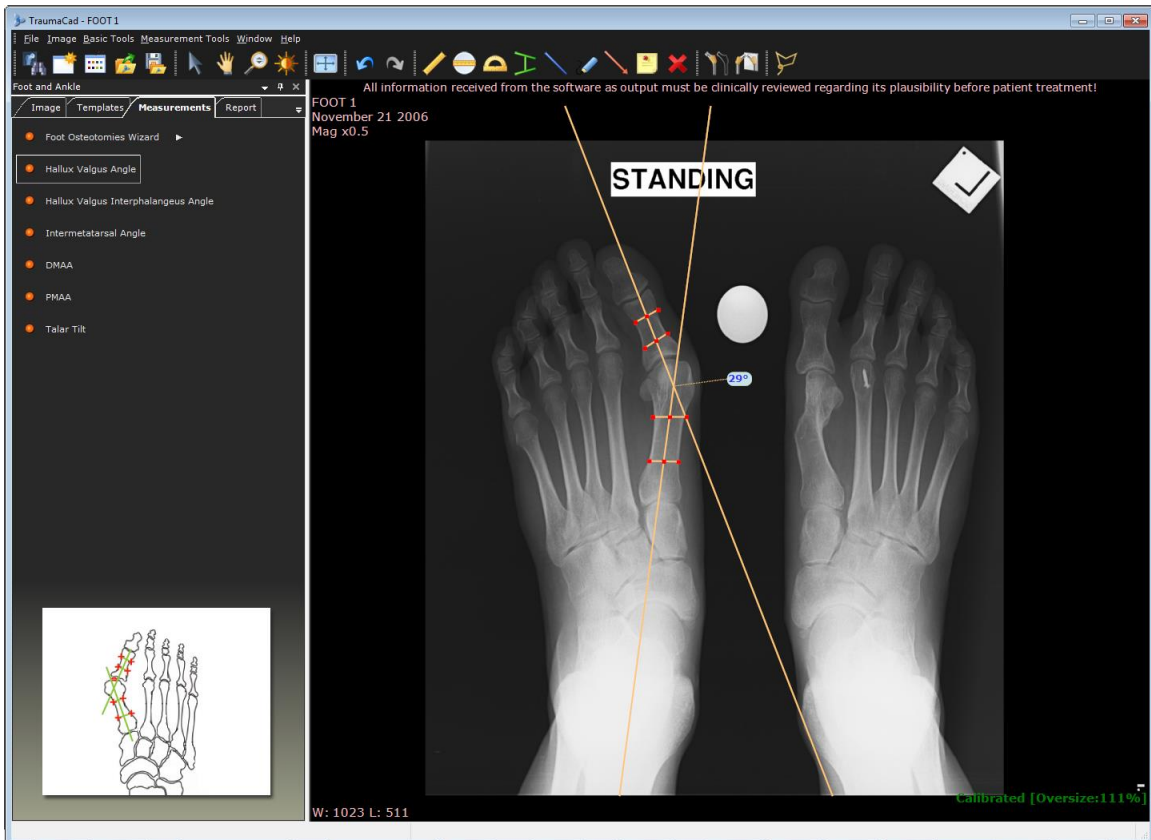 TraumaCad - FOOT 1
File Image Basic Tools Measurement Tools Window Help
Foot and Ankle
Image Templates Measurements Report
Foot Osteotomies Wizard
Hallux Valgus Angle
Hallux Valgus Interphalangeus Angle
Intermetatarsal Angle
DMAA
PMAA
Talar Tilt
All information received from the software as output must be clinically reviewed regarding its plausibility before patient treatment!
FOOT 1
November 21 2006
Mag x0.5
STANDING
29°
W: 1023 L: 511
Calibrated [Oversize:111%]